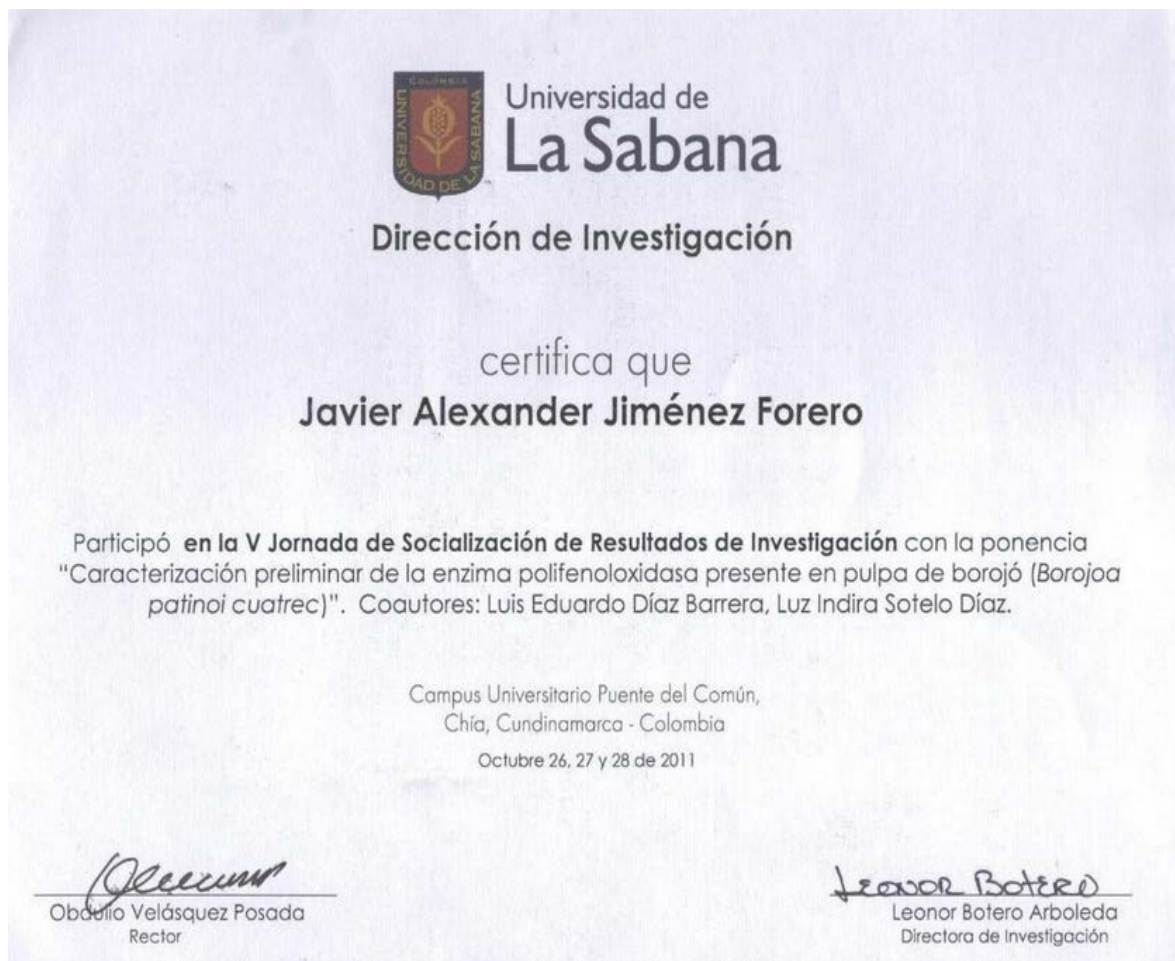 COLOMBIA
UNIVERSIDAD DE LA SABANA
Universidad de
La Sabana
Dirección de Investigación
certifica que
Javier Alexander Jiménez Forero
Participó en la V Jornada de Socialización de Resultados de Investigación con la ponencia
“Caracterización preliminar de la enzima polifenoloxidasa presente en pulpa de borojó (Borojoa
patinoi cuatrec)”. Coautores: Luis Eduardo Díaz Barrera, Luz Indira Sotelo Díaz.
Campus Universitario Puente del Común,
Chía, Cundinamarca - Colombia
Octubre 26, 27 y 28 de 2011
Obdulio Velásquez Posada
Rector
LEONOR BOTERO
Leonor Botero Arboleda
Directora de Investigación